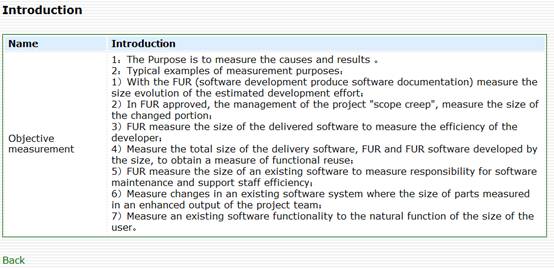 Introduction
Name Introduction
Objective measurement
1：The Purpose is to measure the causes and results 。
2：Typical examples of measurement purposes：
1）With the FUR (software development produce software documentation) measure the
size evolution of the estimated development effort；
2）In FUR approved, the management of the project "scope creep", measure the size of
the changed portion；
3）FUR measure the size of the delivered software to measure the efficiency of the
developer；
4）Measure the total size of the delivery software, FUR and FUR software developed by
the size, to obtain a measure of functional reuse；
5）FUR measure the size of an existing software to measure responsibility for software
maintenance and support staff efficiency；
6）Measure changes in an existing software system where the size of parts measured
in an enhanced output of the project team；
7）Measure an existing software functionality to the natural function of the size of the
user。
Back